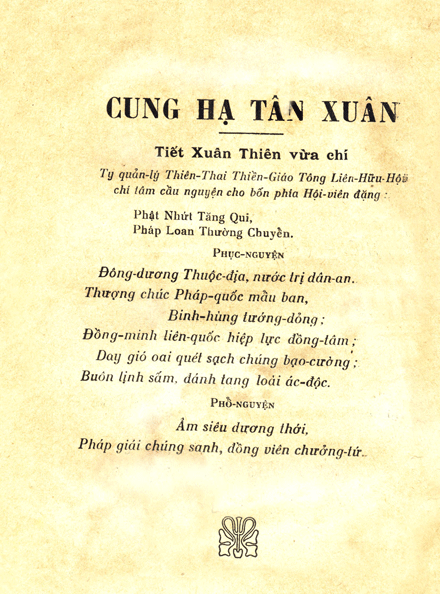 CUNG HẠ TÂN XUÂN
Tiết Xuân Thiên vừa chí
Ty quản-lý Thiên-Thai Thiền-Giáo Tông Liên-Hữu-Hội
chí tâm cầu nguyện cho bốn phía Hội-viên đặng :
Phật Nhứt Tăng Qui,
Pháp Loan Thường Chuyển.
PHỤC-NGUYỆN
Đông-dương Thuộc-địa, nước trị dân-an.
Thượng chúc Pháp-quốc mẫu ban,
Binh-hùng tướng-dõng ;
Đồng-minh liên-quốc hiệp lực đồng-tâm ;
Day gió oai quét sạch chúng bạo-cường ;
Buôn lịnh sấm, đánh tang loài ác-độc.
PHỔ-NGUYỆN
Âm siêu dương thới,
Pháp giái chúng sanh, đồng viên chưởng-tử.